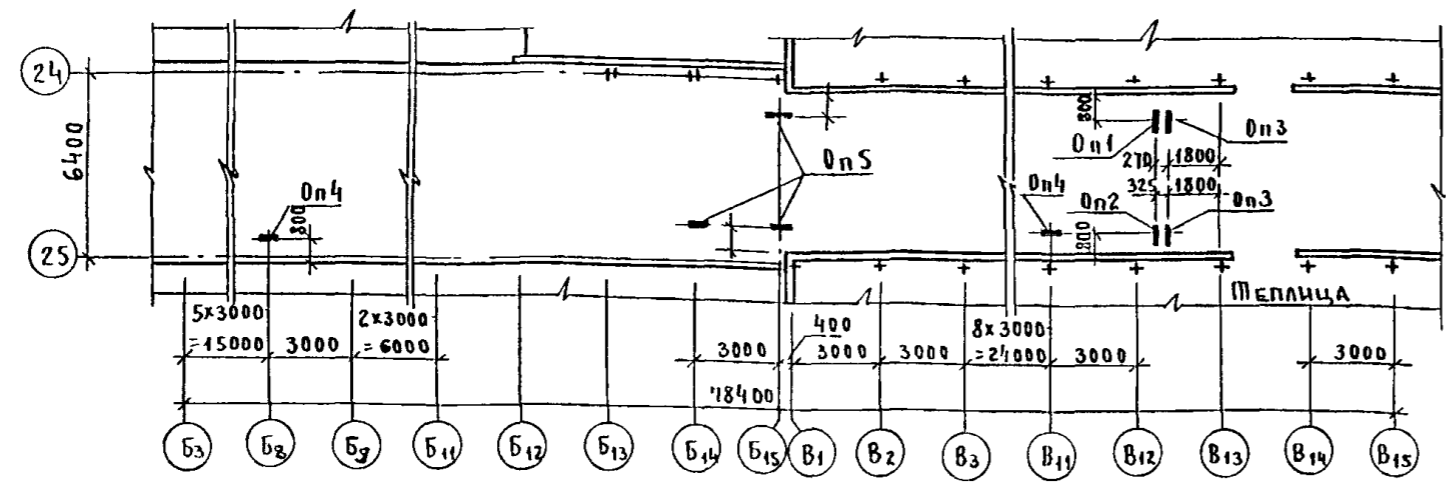 24
6400
25
Оп4
800
Оп5
800
Оп1
Оп3
270
1800
325
1800
Оп4
Оп2
Оп3
800
ТЕПЛИЦА
5х3000
=15000
3000
2х3000
=6000
3000
400
3000
3000
8х3000
=24000
3000
3000
78400
Б3
Б8
Б9
Б11
Б12
Б13
Б14
Б15
В1
В2
В3
В11
В12
В13
В14
В15